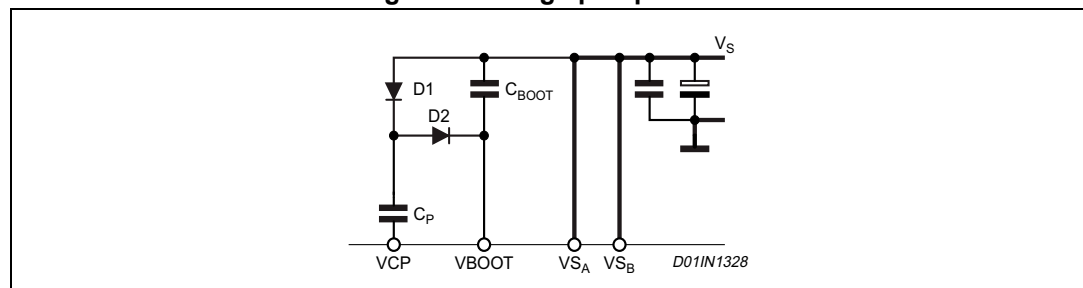 V_S
D1
C_BOOT
D2
C_P
VCP VBOOT VS_A VS_B D01IN1328